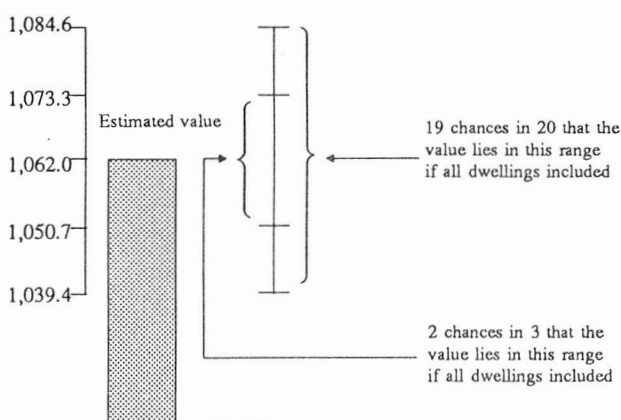 1,084.6
1,073.3
Estimated value
1,062.0
1,050.7
1,039.4
19 chances in 20 that the
value lies in this range
if all dwellings included
2 chances in 3 that the
value lies in this range
if all dwellings included